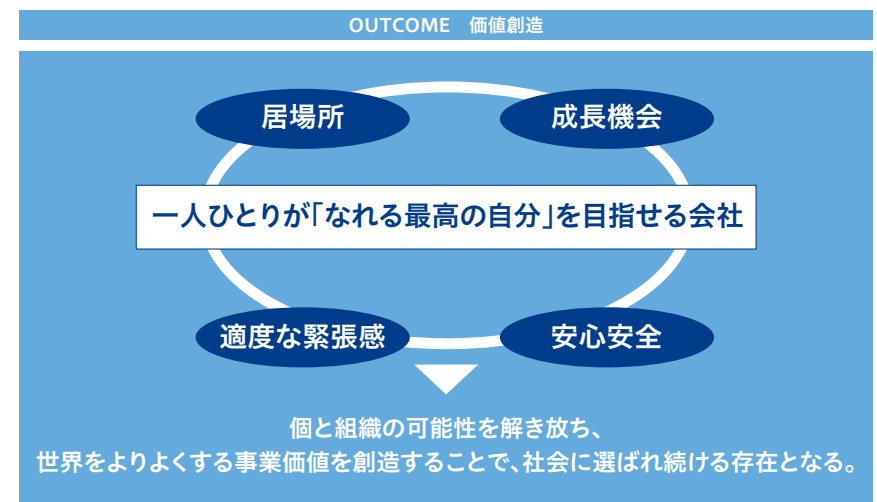 OUTCOME　価値創造
居場所
成長機会
一人ひとりが「なれる最高の自分」を目指せる会社
適度な緊張感
安心安全
個と組織の可能性を解き放ち、
世界をよりよくする事業価値を創造することで、社会に選ばれ続ける存在となる。